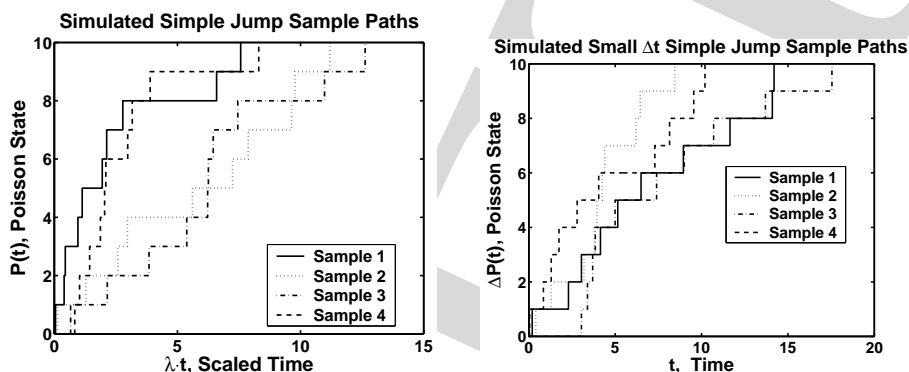 Simulated Simple Jump Sample Paths
10
8
6
4
2
0
P(t), Poisson State
Sample 1
Sample 2
Sample 3
Sample 4
0 5 10 15
λ·t, Scaled Time
Simulated Small Δt Simple Jump Sample Paths
10
8
6
4
2
0
ΔP(t), Poisson State
Sample 1
Sample 2
Sample 3
Sample 4
0 5 10 15 20
t, Time